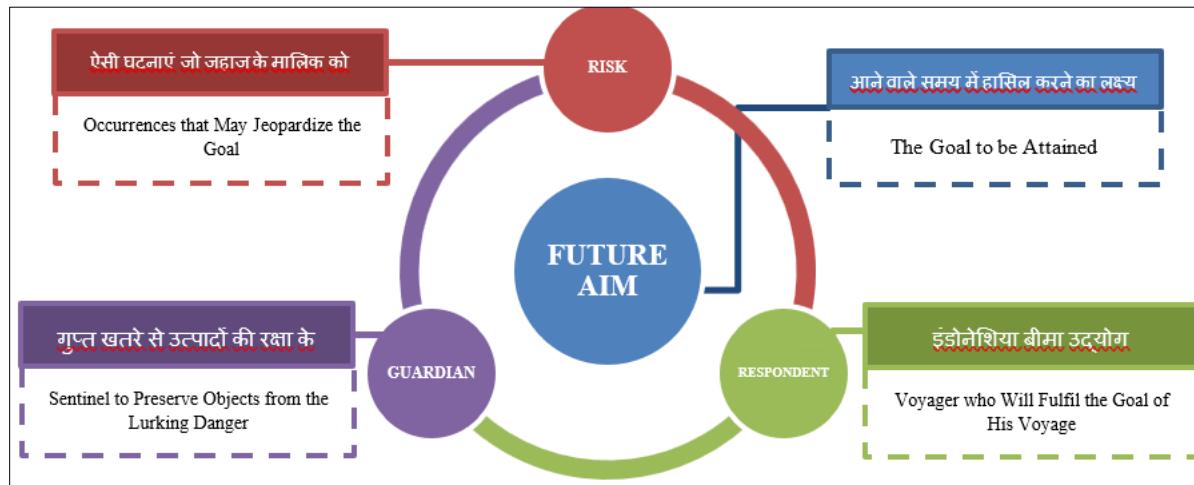 ऐसी घटनाएं जो जहाज के मालिक को
Occurrences that May Jeopardize the
Goal
RISK
आने वाले समय में हासिल करने का लक्ष्य
The Goal to be Attained
FUTURE
AIM
गुप्त खतरे से उत्पादों की रक्षा के
Sentinel to Preserve Objects from the
Lurking Danger
GUARDIAN
RESPONDENT
इंडोनेशिया बीमा उद्योग
Voyager who Will Fulfil the Goal of
His Voyage